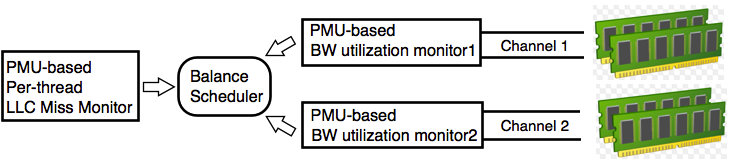 PMU-based
Per-thread
LLC Miss Monitor
Balance
Scheduler
PMU-based
BW utilization monitor1
Channel 1
PMU-based
BW utilization monitor2
Channel 2